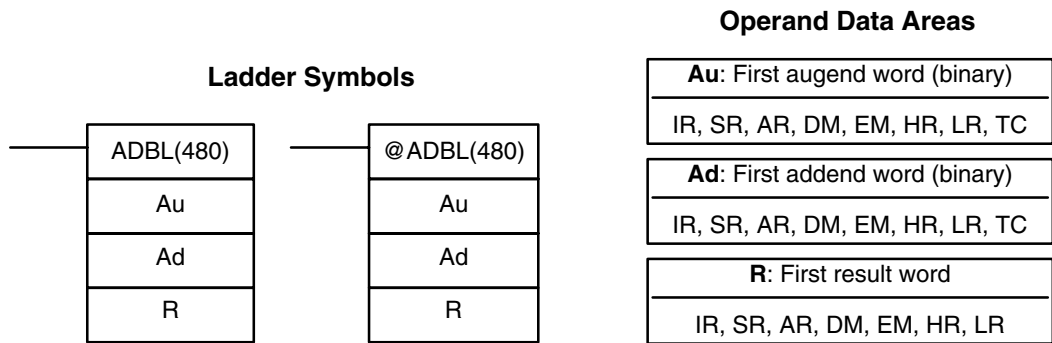 Ladder Symbols
ADBL(480)
Au
Ad
R
@ADBL(480)
Au
Ad
R
Operand Data Areas
Au: First augend word (binary)
IR, SR, AR, DM, EM, HR, LR, TC
Ad: First addend word (binary)
IR, SR, AR, DM, EM, HR, LR, TC
R: First result word
IR, SR, AR, DM, EM, HR, LR